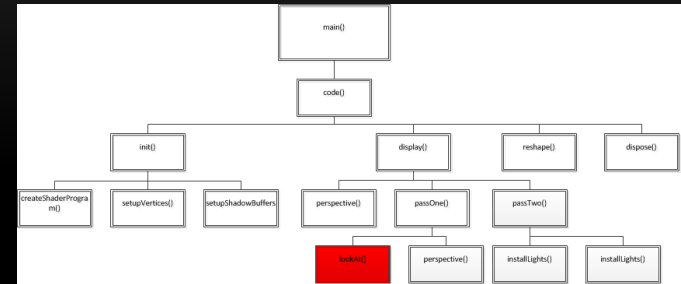 main()
code()
init()
display()
reshape()
dispose()
createShaderProgra
m()
setupVertices()
setupShadowBuffers
perspective()
passOne()
passTwo()
lookAt()
perspective()
installLights()
installLights()